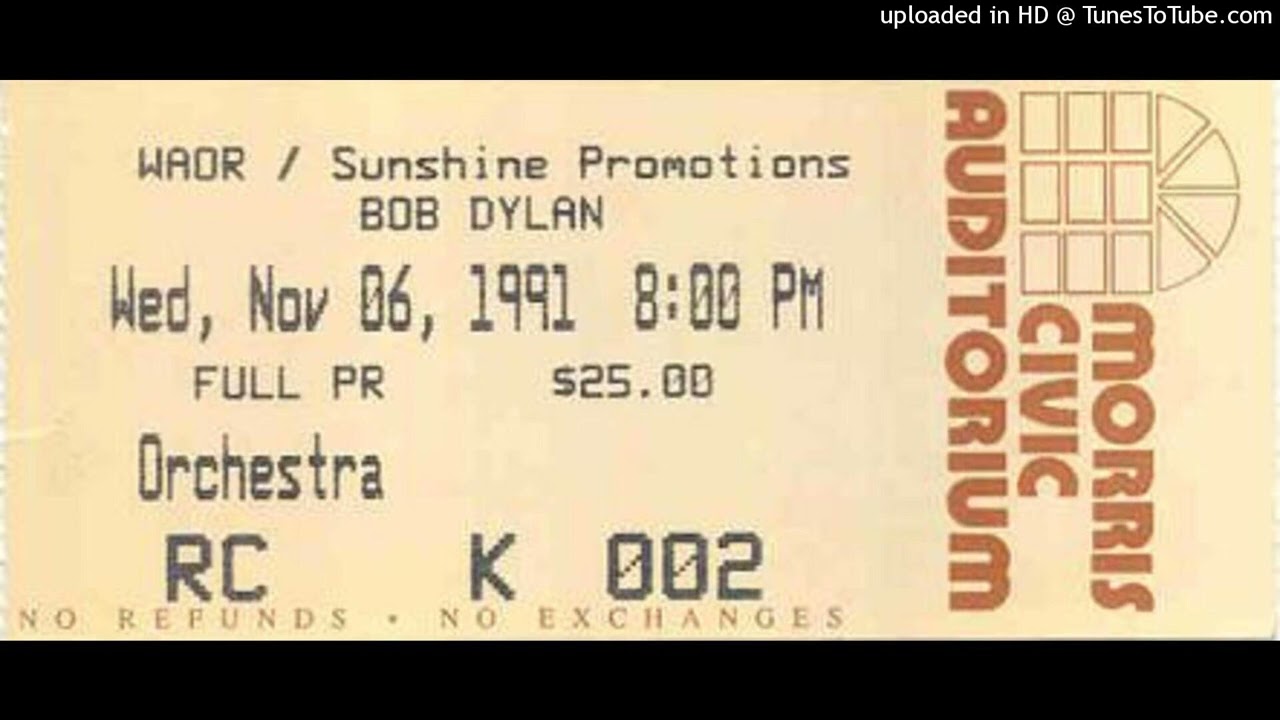 uploaded in HD @ TunesToTube.com
WAOR / Sunshine Promotions
BOB DYLAN
Wed, Nov 06, 1991 8:00 PM
FULL PR $25.00
Orchestra
RC K 002
NO REFUNDS • NO EXCHANGES
MORRIS
CIVIC
AUDITORIUM